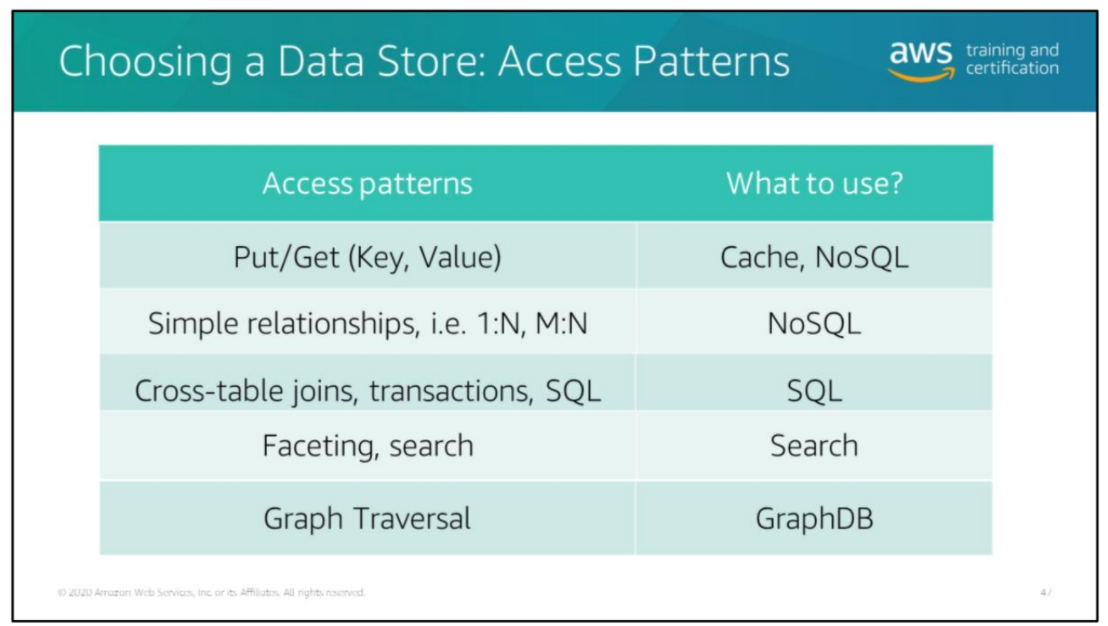 Choosing a Data Store: Access Patterns
aws training and
certification
Access patterns What to use?
Put/Get (Key, Value) Cache, NoSQL
Simple relationships, i.e. 1:N, M:N NoSQL
Cross-table joins, transactions, SQL SQL
Faceting, search Search
Graph Traversal GraphDB
© 2020 Amazon Web Services, Inc. or its Affiliates. All rights reserved. 47